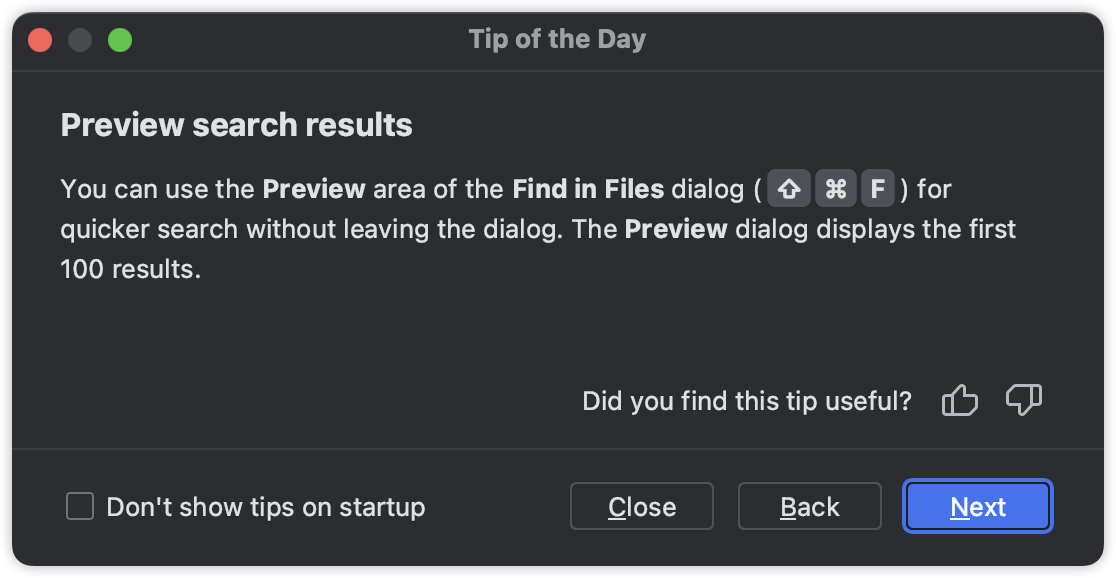 Tip of the Day
Preview search results
You can use the Preview area of the Find in Files dialog ( ⇧ ⌘ F ) for
quicker search without leaving the dialog. The Preview dialog displays the first
100 results.
Did you find this tip useful?
Don't show tips on startup
Close
Back
Next